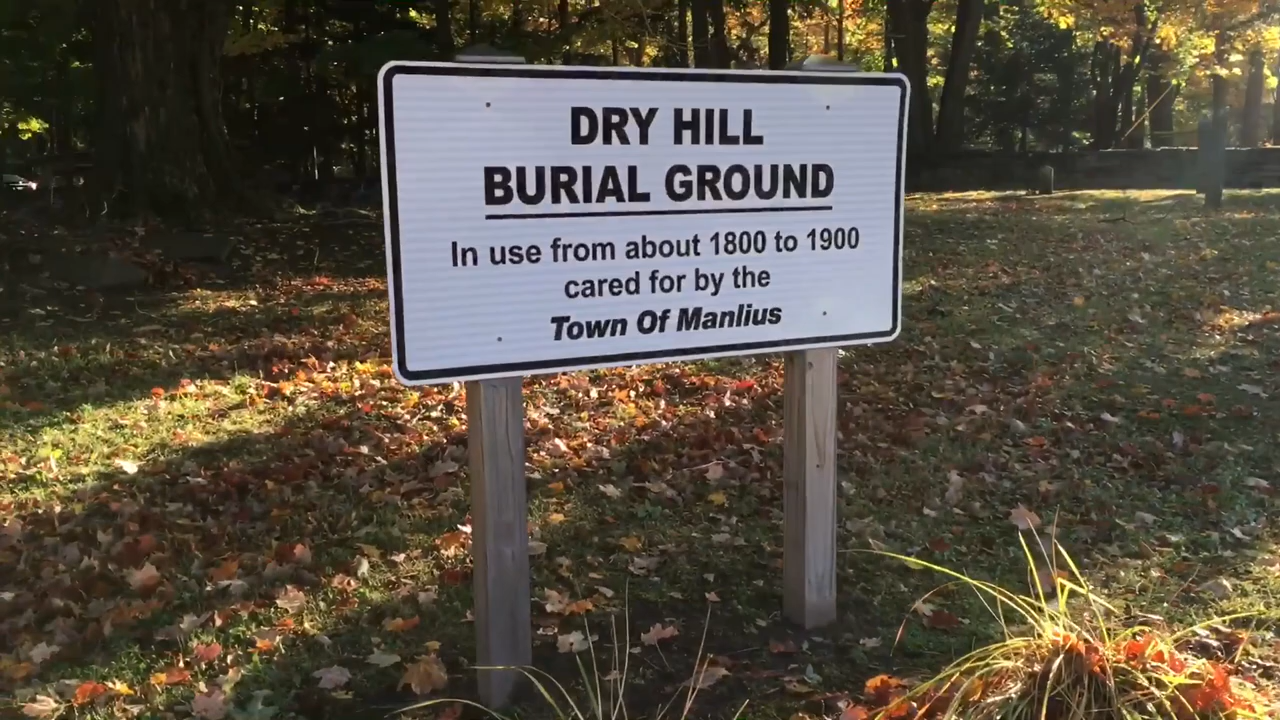 DRY HILL
BURIAL GROUND
In use from about 1800 to 1900
cared for by the
Town Of Manlius